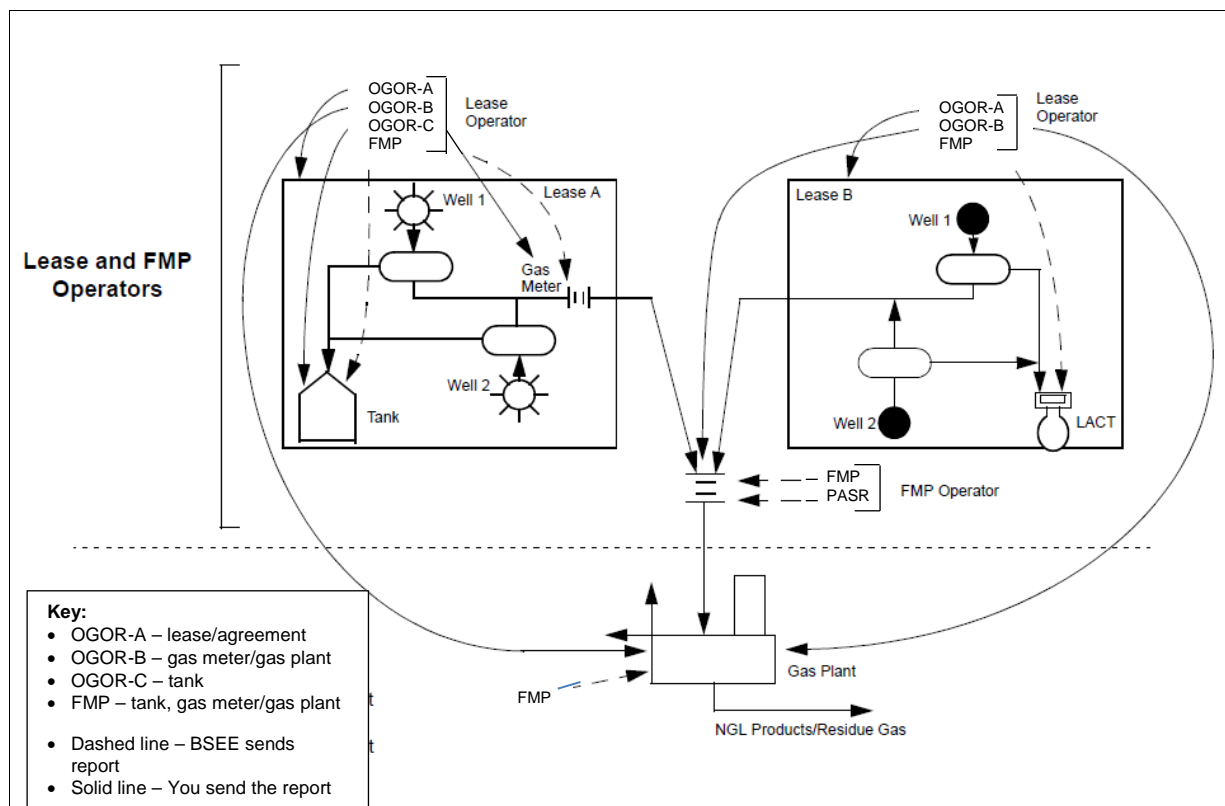 OGOR-A
OGOR-B
OGOR-C
FMP
Lease
Operator
OGOR-A
OGOR-B
FMP
Lease
Operator
Lease and FMP
Operators
Lease A
Well 1
Gas
Meter
Well 2
Tank
Lease B
Well 1
Well 2
LACT
FMP
PASR
FMP Operator
Gas Plant
FMP
NGL Products/Residue Gas
Key:
• OGOR-A – lease/agreement
• OGOR-B – gas meter/gas plant
• OGOR-C – tank
• FMP – tank, gas meter/gas plant
• Dashed line – BSEE sends
report
• Solid line – You send the report
t
t